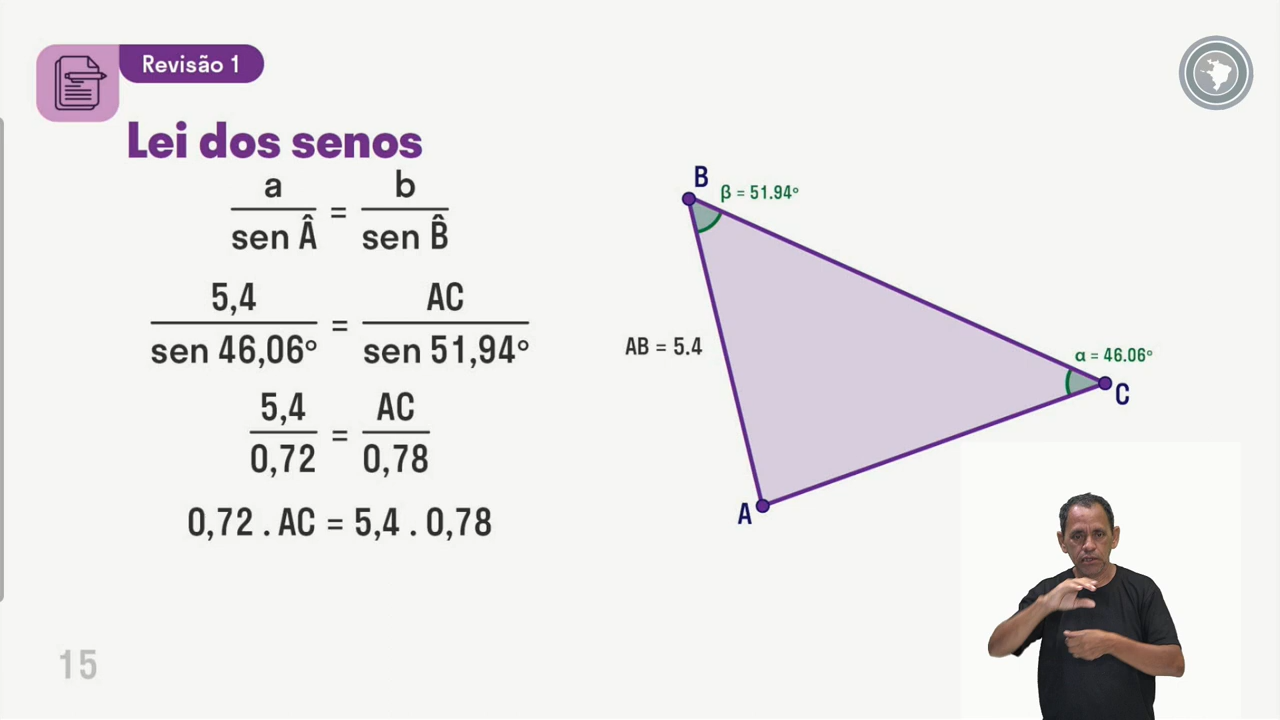 Revisão 1
Lei dos senos
a / sen Â = b / sen B̂
5,4 / sen 46,06° = AC / sen 51,94°
5,4 / 0,72 = AC / 0,78
0,72 . AC = 5,4 . 0,78
B
β = 51.94°
AB = 5.4
α = 46.06°
C
A
15